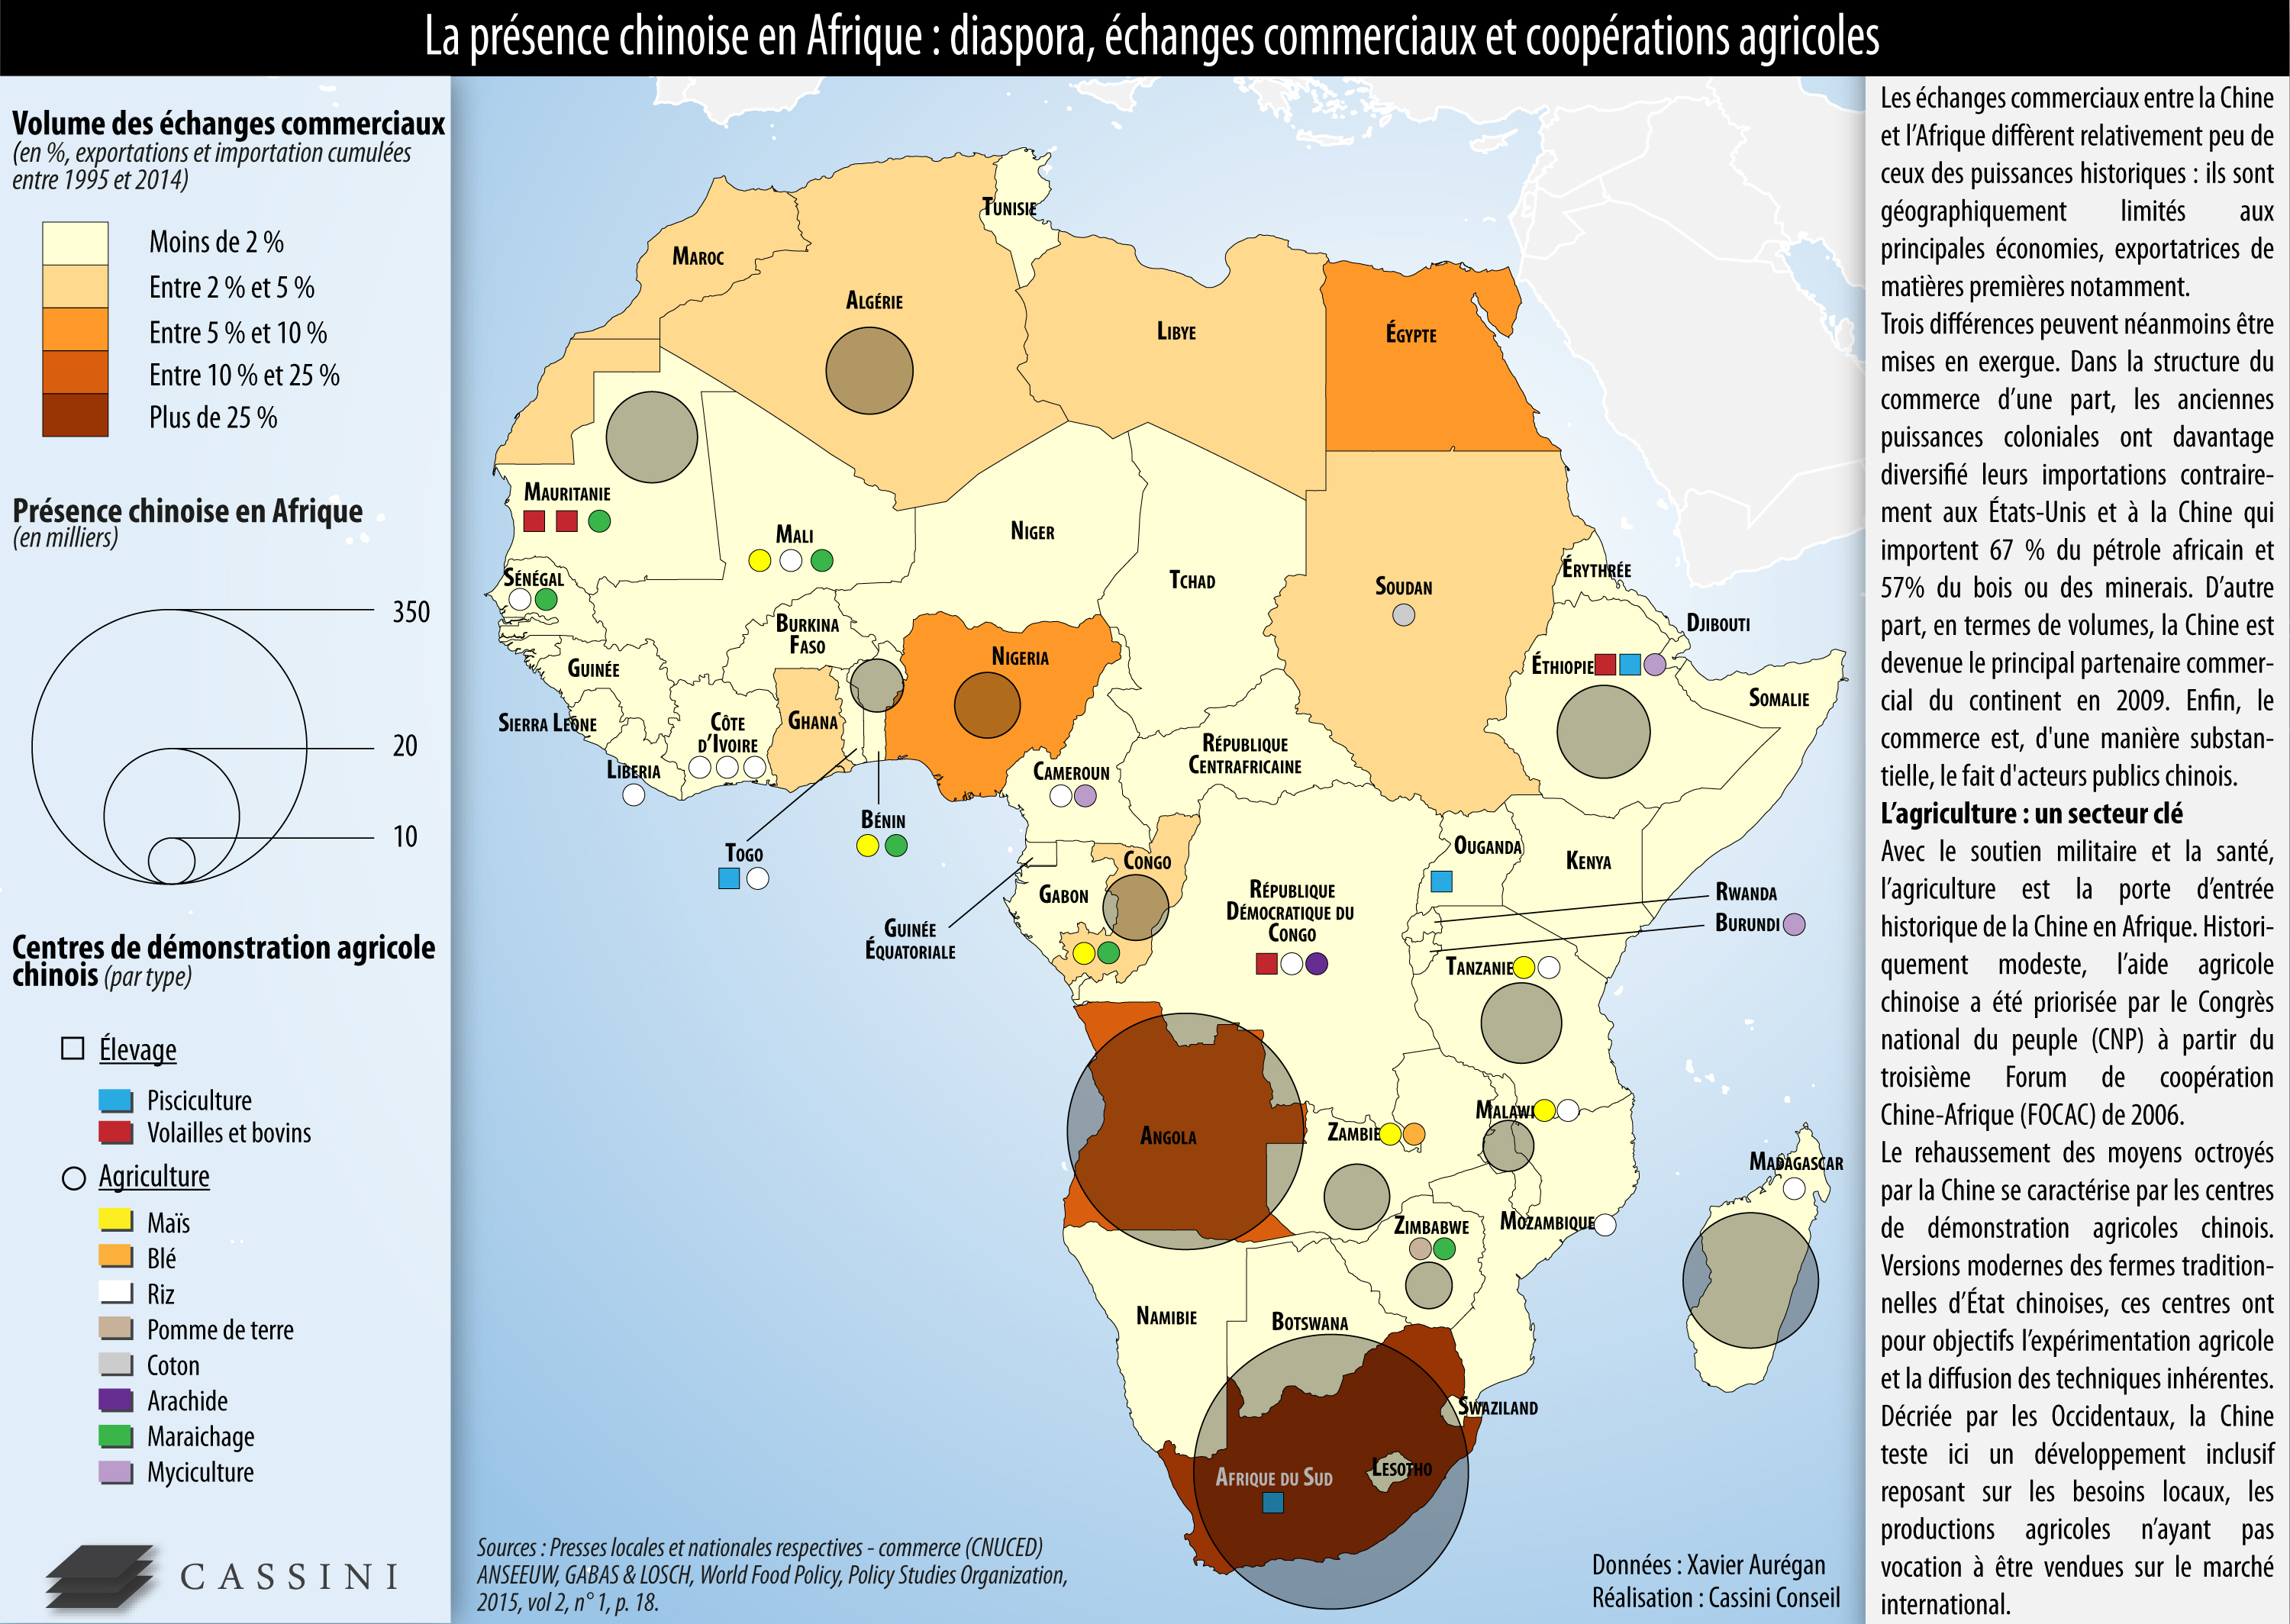 La présence chinoise en Afrique : diaspora, échanges commerciaux et coopérations agricoles
Volume des échanges commerciaux
(en %, exportations et importation cumulées
entre 1995 et 2014)
Moins de 2 %
Entre 2 % et 5 %
Entre 5 % et 10 %
Entre 10 % et 25 %
Plus de 25 %
Présence chinoise en Afrique
(en milliers)
350
20
10
Centres de démonstration agricole
chinois (par type)
Élevage
Pisciculture
Volailles et bovins
Agriculture
Maïs
Blé
Riz
Pomme de terre
Coton
Arachide
Maraichage
Myciculture
CASSINI
Tunisie
Maroc
Algérie
Libye
Égypte
Mauritanie
Mali
Niger
Tchad
Soudan
Érythrée
Sénégal
Burkina
Faso
Djibouti
Guinée
Nigeria
Éthiopie
Somalie
Sierra Leone
Côte
d'Ivoire
Ghana
République
Centrafricaine
Liberia
Cameroun
Bénin
Togo
Congo
Ouganda
Kenya
Gabon
République
Démocratique du
Congo
Rwanda
Burundi
Guinée
Équatoriale
Tanzanie
Angola
Zambie
Malawi
Madagascar
Zimbabwe
Mozambique
Namibie
Botswana
Swaziland
Afrique du Sud
Lesotho
Sources : Presses locales et nationales respectives - commerce (CNUCED)
ANSEEUW, GABAS & LOSCH, World Food Policy, Policy Studies Organization,
2015, vol 2, n° 1, p. 18.
Données : Xavier Aurégan
Réalisation : Cassini Conseil
Les échanges commerciaux entre la Chine
et l'Afrique diffèrent relativement peu de
ceux des puissances historiques : ils sont
géographiquement limités aux
principales économies, exportatrices de
matières premières notamment.
Trois différences peuvent néanmoins être
mises en exergue. Dans la structure du
commerce d'une part, les anciennes
puissances coloniales ont davantage
diversifié leurs importations contraire-
ment aux États-Unis et à la Chine qui
importent 67 % du pétrole africain et
57% du bois ou des minerais. D'autre
part, en termes de volumes, la Chine est
devenue le principal partenaire commer-
cial du continent en 2009. Enfin, le
commerce est, d'une manière substan-
tielle, le fait d'acteurs publics chinois.
L'agriculture : un secteur clé
Avec le soutien militaire et la santé,
l'agriculture est la porte d'entrée
historique de la Chine en Afrique. Histori-
quement modeste, l'aide agricole
chinoise a été priorisée par le Congrès
national du peuple (CNP) à partir du
troisième Forum de coopération
Chine-Afrique (FOCAC) de 2006.
Le rehaussement des moyens octroyés
par la Chine se caractérise par les centres
de démonstration agricoles chinois.
Versions modernes des fermes tradition-
nelles d'État chinoises, ces centres ont
pour objectifs l'expérimentation agricole
et la diffusion des techniques inhérentes.
Décriée par les Occidentaux, la Chine
teste ici un développement inclusif
reposant sur les besoins locaux, les
productions agricoles n'ayant pas
vocation à être vendues sur le marché
international.